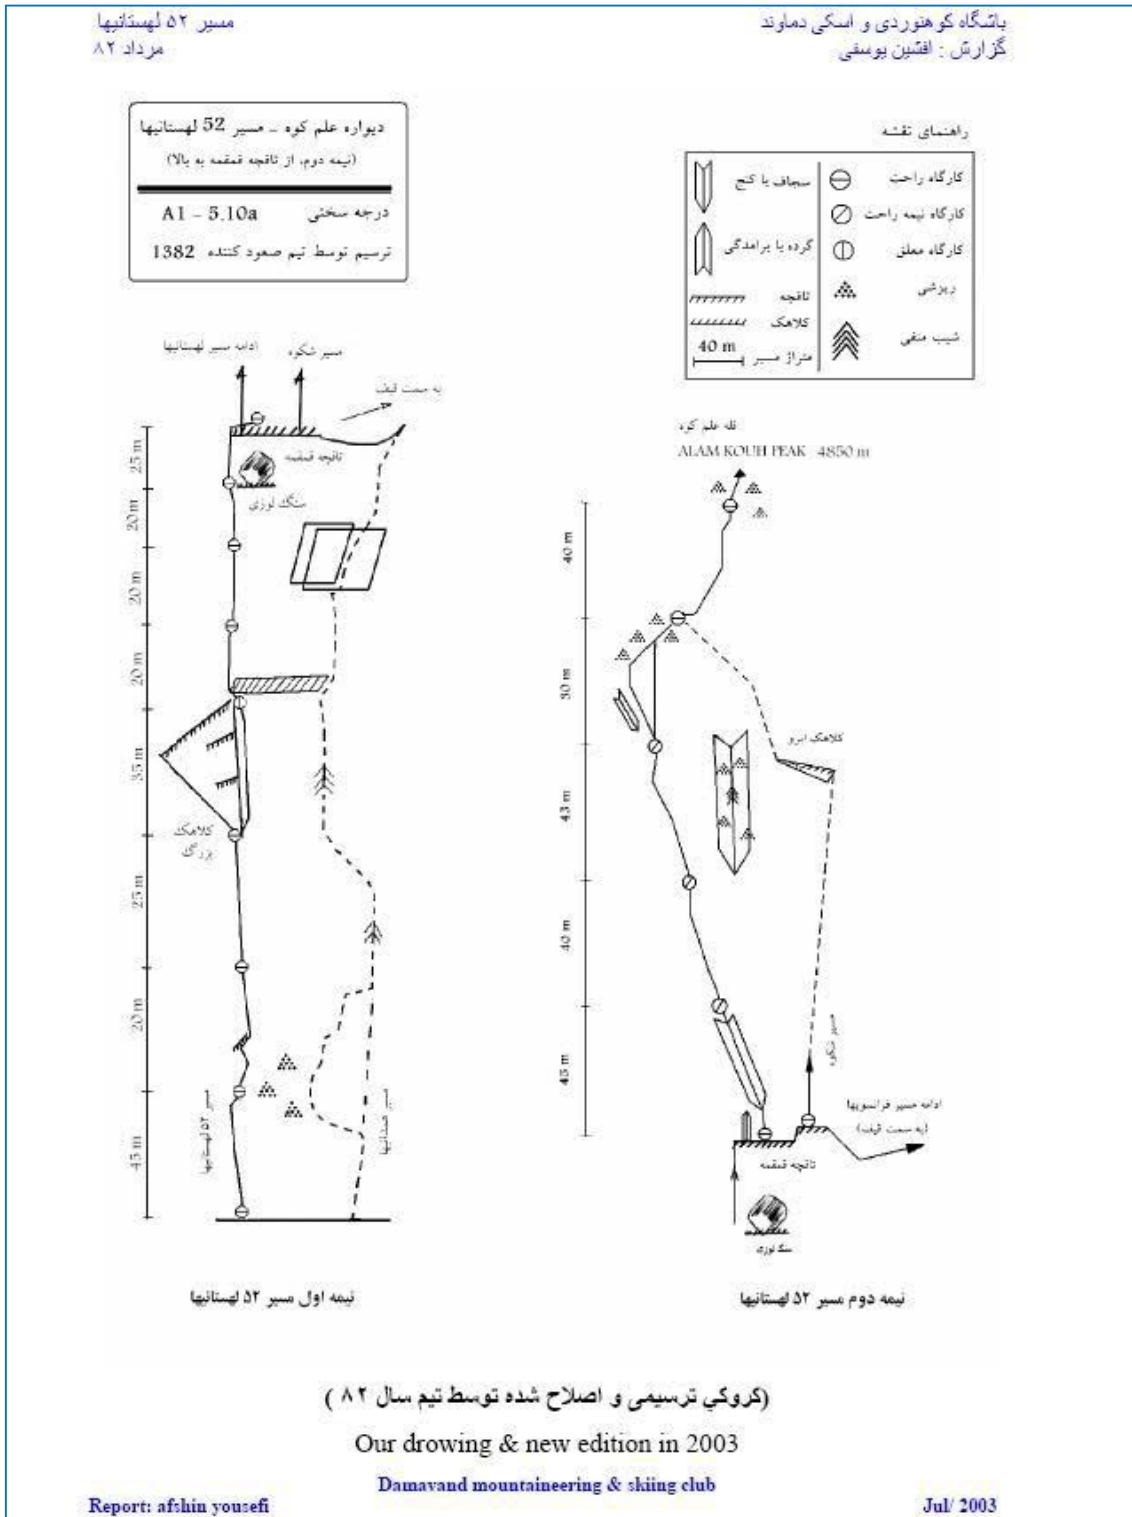 باشگاه کوهنوردی و اسکی دماوند
گزارش : افشین یوسفی
مسیر ۵۲ لهستانیها
مرداد ۸۲
دیواره علم کوه - مسیر 52 لهستانیها
(نیمه دوم، از تاقچه قمقمه به بالا)
درجه سختی A1 - 5.10a
ترسیم توسط تیم صعود کننده 1382
راهنمای نقشه
کارگاه راحت
کارگاه نیمه راحت
کارگاه معلق
ریزشی
شیب منفی
سجاف یا کنج
گرده یا برامدگی
تاقچه
کلاهک
متراژ مسیر
40 m
ادامه مسیر لهستانیها
مسیر شکوه
به سمت قیف
تاقچه قمقمه
سنگ لوزی
25 m
20 m
20 m
20 m
35 m
کلاهک
بزرگ
25 m
20 m
45 m
مسیر ۵۲ لهستانیها
مسیر همدانیها
نیمه اول مسیر ۵۲ لهستانیها
قله علم کوه
ALAM KOUH PEAK 4850 m
40 m
30 m
کلاهک ابرو
43 m
40 m
45 m
مسیر شکوه
ادامه مسیر فرانسویها
(به سمت قیف)
تاقچه قمقمه
سنگ لوزی
نیمه دوم مسیر ۵۲ لهستانیها
(کروکي ترسیمی و اصلاح شده توسط تیم سال ۸۲ )
Our drowing & new edition in 2003
Damavand mountaineering & skiing club
Report: afshin yousefi
Jul/ 2003